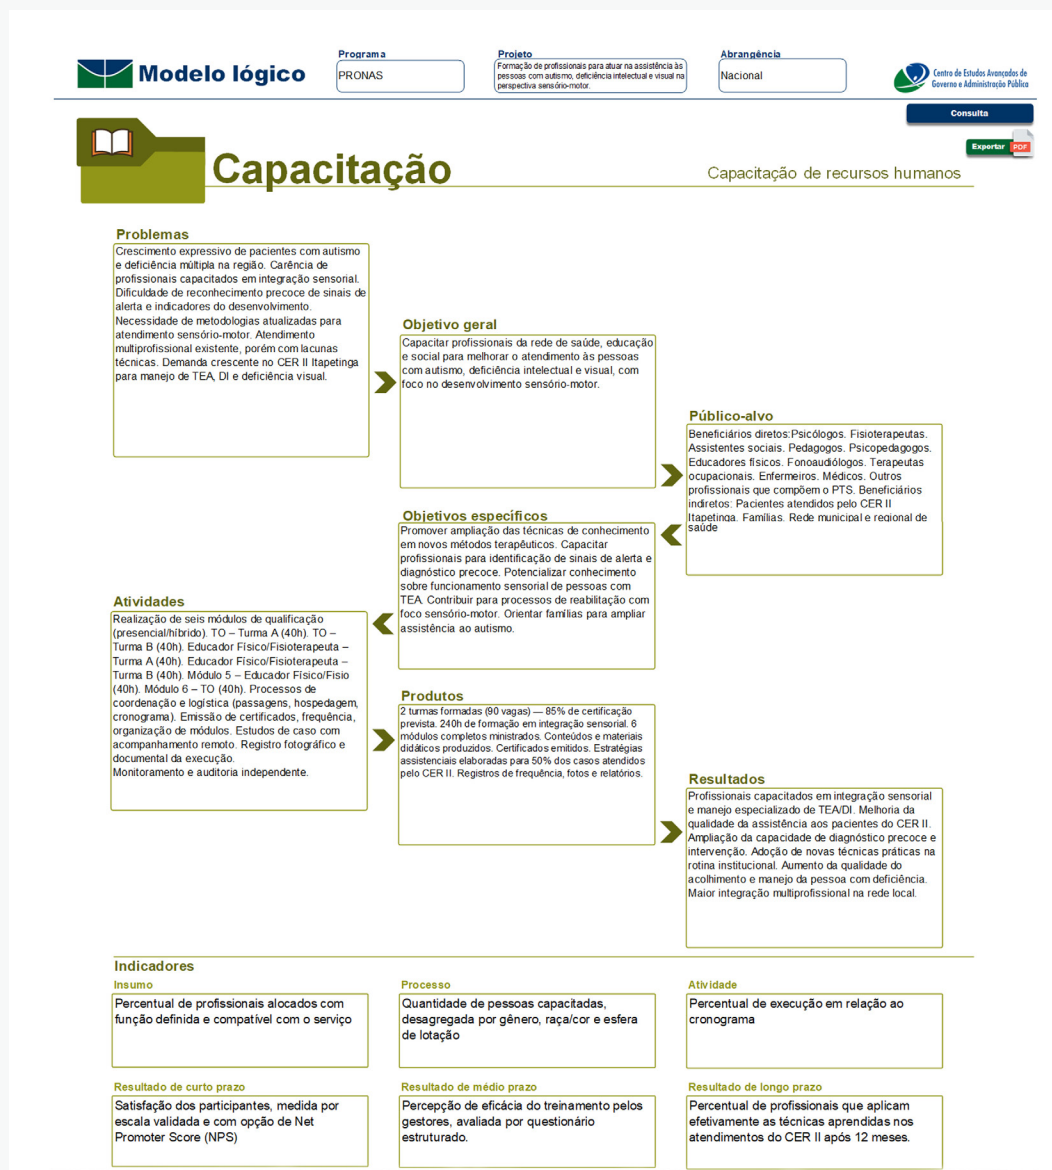 Modelo lógico
Programa
PRONAS
Projeto
Formação de profissionais para atuar na assistência às
pessoas com autismo, deficiência intelectual e visual na
perspectiva sensório-motor.
Abrangência
Nacional
Centro de Estudos Avançados de
Governo e Administração Pública
Consulta
Exportar
PDF
Capacitação
Capacitação de recursos humanos
Problemas
Crescimento expressivo de pacientes com autismo
e deficiência múltipla na região. Carência de
profissionais capacitados em integração sensorial.
Dificuldade de reconhecimento precoce de sinais de
alerta e indicadores do desenvolvimento.
Necessidade de metodologias atualizadas para
atendimento sensório-motor. Atendimento
multiprofissional existente, porém com lacunas
técnicas. Demanda crescente no CER II Itapetinga
para manejo de TEA, DI e deficiência visual.
Objetivo geral
Capacitar profissionais da rede de saúde, educação
e social para melhorar o atendimento às pessoas
com autismo, deficiência intelectual e visual, com
foco no desenvolvimento sensório-motor.
Público-alvo
Beneficiários diretos:Psicólogos. Fisioterapeutas.
Assistentes sociais. Pedagogos. Psicopedagogos.
Educadores físicos. Fonoaudiólogos. Terapeutas
ocupacionais. Enfermeiros. Médicos. Outros
profissionais que compõem o PTS. Beneficiários
indiretos: Pacientes atendidos pelo CER II
Itapetinga. Famílias. Rede municipal e regional de
saúde
Objetivos específicos
Promover ampliação das técnicas de conhecimento
em novos métodos terapêuticos. Capacitar
profissionais para identificação de sinais de alerta e
diagnóstico precoce. Potencializar conhecimento
sobre funcionamento sensorial de pessoas com
TEA. Contribuir para processos de reabilitação com
foco sensório-motor. Orientar famílias para ampliar
assistência ao autismo.
Atividades
Realização de seis módulos de qualificação
(presencial/híbrido). TO – Turma A (40h). TO –
Turma B (40h). Educador Físico/Fisioterapeuta –
Turma A (40h). Educador Físico/Fisioterapeuta –
Turma B (40h). Módulo 5 – Educador Físico/Fisio
(40h). Módulo 6 – TO (40h). Processos de
coordenação e logística (passagens, hospedagem,
cronograma). Emissão de certificados, frequência,
organização de módulos. Estudos de caso com
acompanhamento remoto. Registro fotográfico e
documental da execução.
Monitoramento e auditoria independente.
Produtos
2 turmas formadas (90 vagas) — 85% de certificação
prevista. 240h de formação em integração sensorial. 6
módulos completos ministrados. Conteúdos e materiais
didáticos produzidos. Certificados emitidos. Estratégias
assistenciais elaboradas para 50% dos casos atendidos
pelo CER II. Registros de frequência, fotos e relatórios.
Resultados
Profissionais capacitados em integração sensorial
e manejo especializado de TEA/DI. Melhoria da
qualidade da assistência aos pacientes do CER II.
Ampliação da capacidade de diagnóstico precoce e
intervenção. Adoção de novas técnicas práticas na
rotina institucional. Aumento da qualidade do
acolhimento e manejo da pessoa com deficiência.
Maior integração multiprofissional na rede local.
Indicadores
Insumo
Percentual de profissionais alocados com
função definida e compatível com o serviço
Processo
Quantidade de pessoas capacitadas,
desagregada por gênero, raça/cor e esfera
de lotação
Atividade
Percentual de execução em relação ao
cronograma
Resultado de curto prazo
Satisfação dos participantes, medida por
escala validada e com opção de Net
Promoter Score (NPS)
Resultado de médio prazo
Percepção de eficácia do treinamento pelos
gestores, avaliada por questionário
estruturado.
Resultado de longo prazo
Percentual de profissionais que aplicam
efetivamente as técnicas aprendidas nos
atendimentos do CER II após 12 meses.